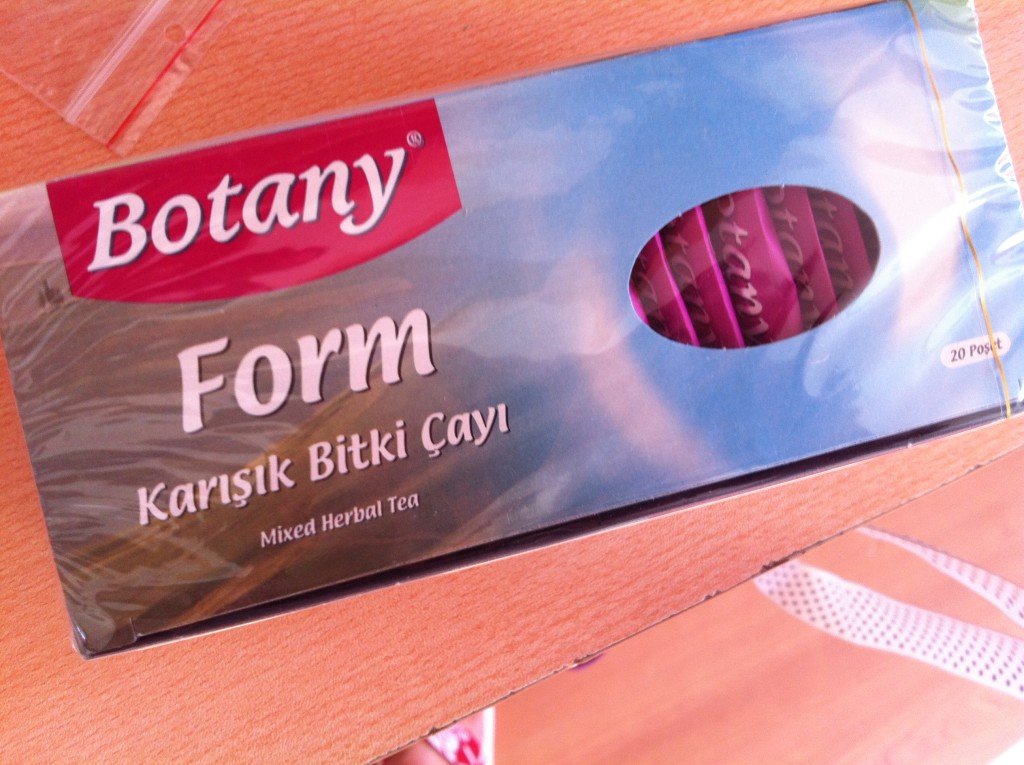 Botany®
Form
Karışık Bitki Çayı
Mixed Herbal Tea
20 Poşet